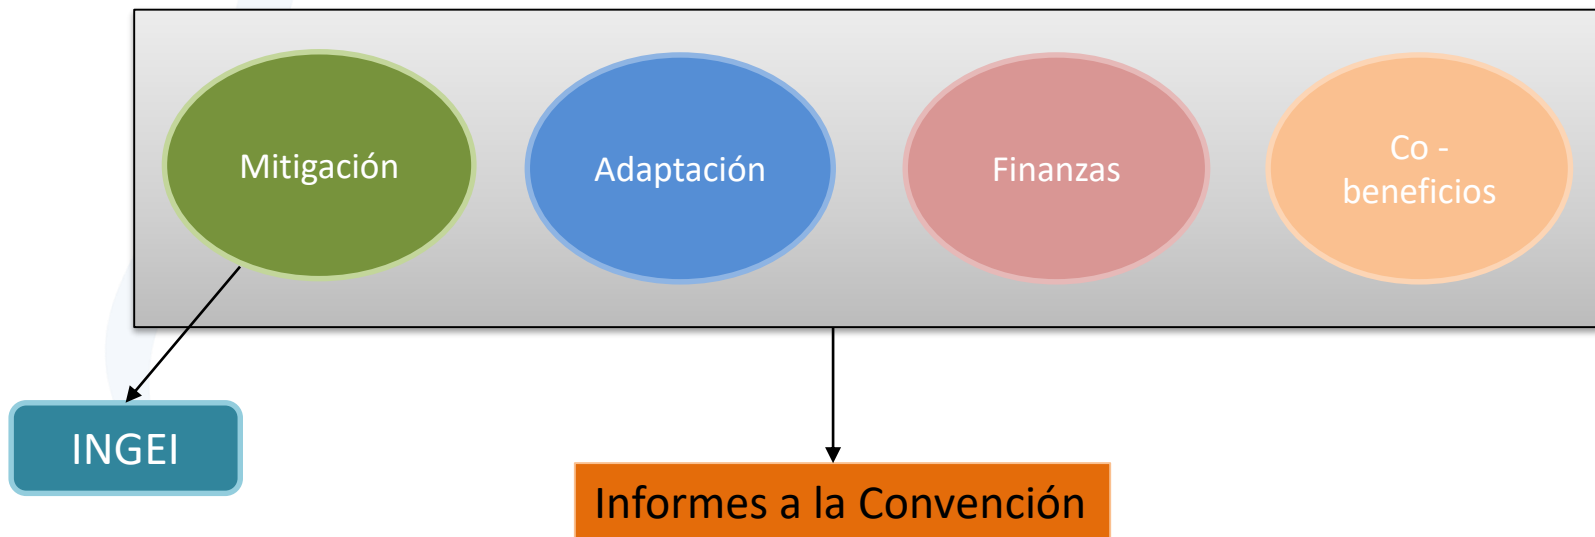 Mitigación
Adaptación
Finanzas
Co -
beneficios
INGEI
Informes a la Convención